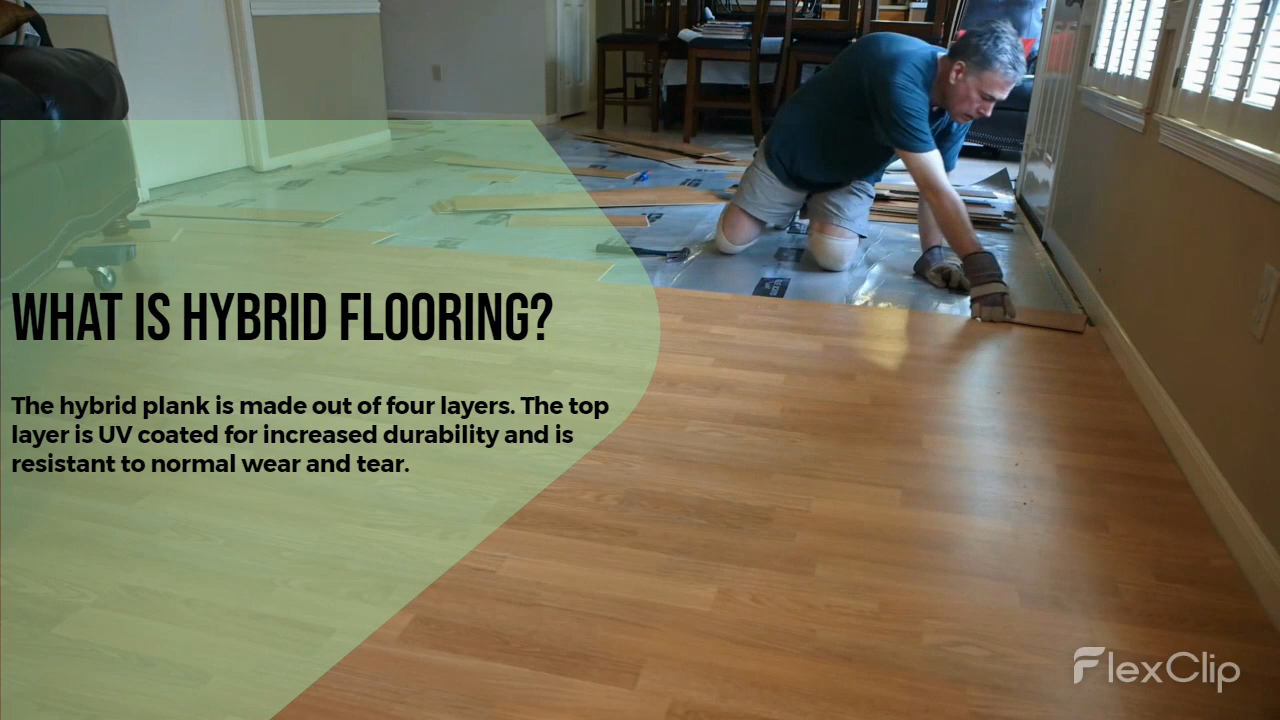 WHAT IS HYBRID FLOORING?
The hybrid plank is made out of four layers. The top
layer is UV coated for increased durability and is
resistant to normal wear and tear.
FlexClip